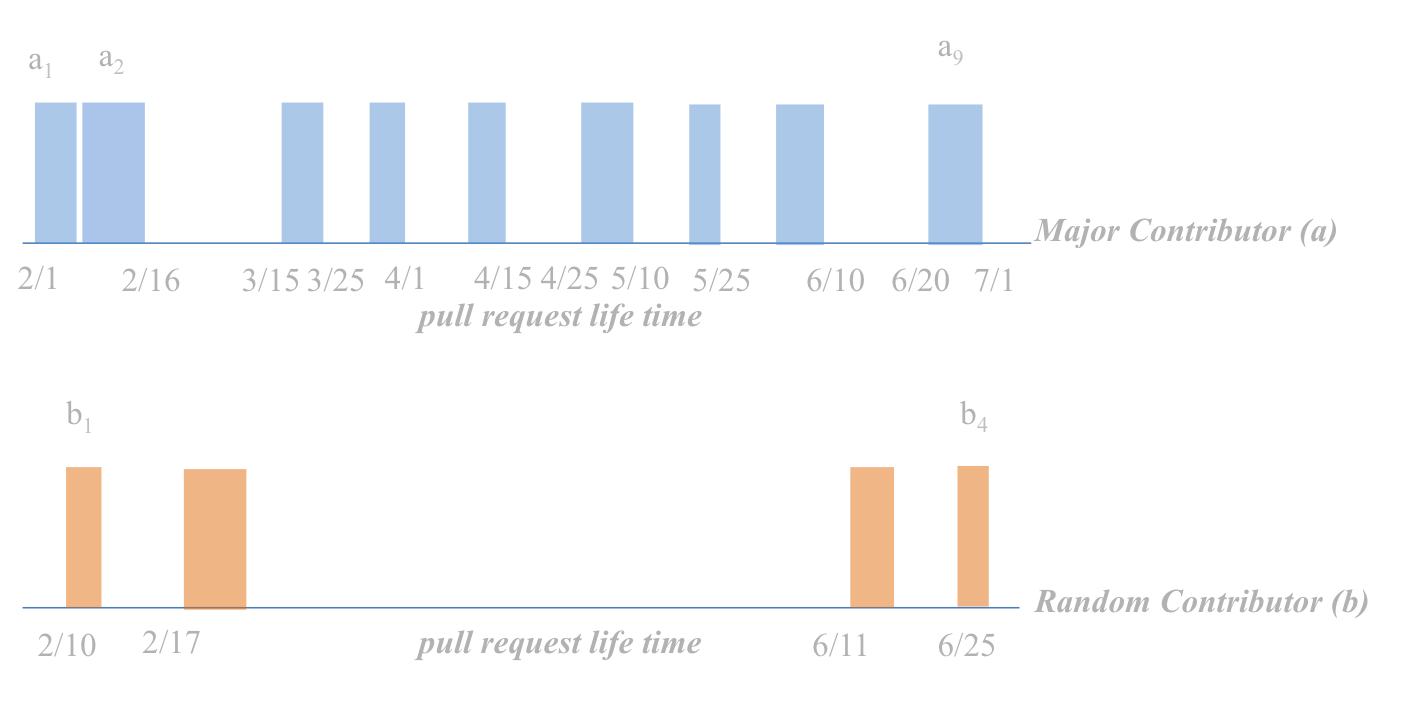 a1 a2 a9
Major Contributor (a)
2/1 2/16 3/15 3/25 4/1 4/15 4/25 5/10 5/25 6/10 6/20 7/1
pull request life time
b1 b4
Random Contributor (b)
2/10 2/17 pull request life time 6/11 6/25